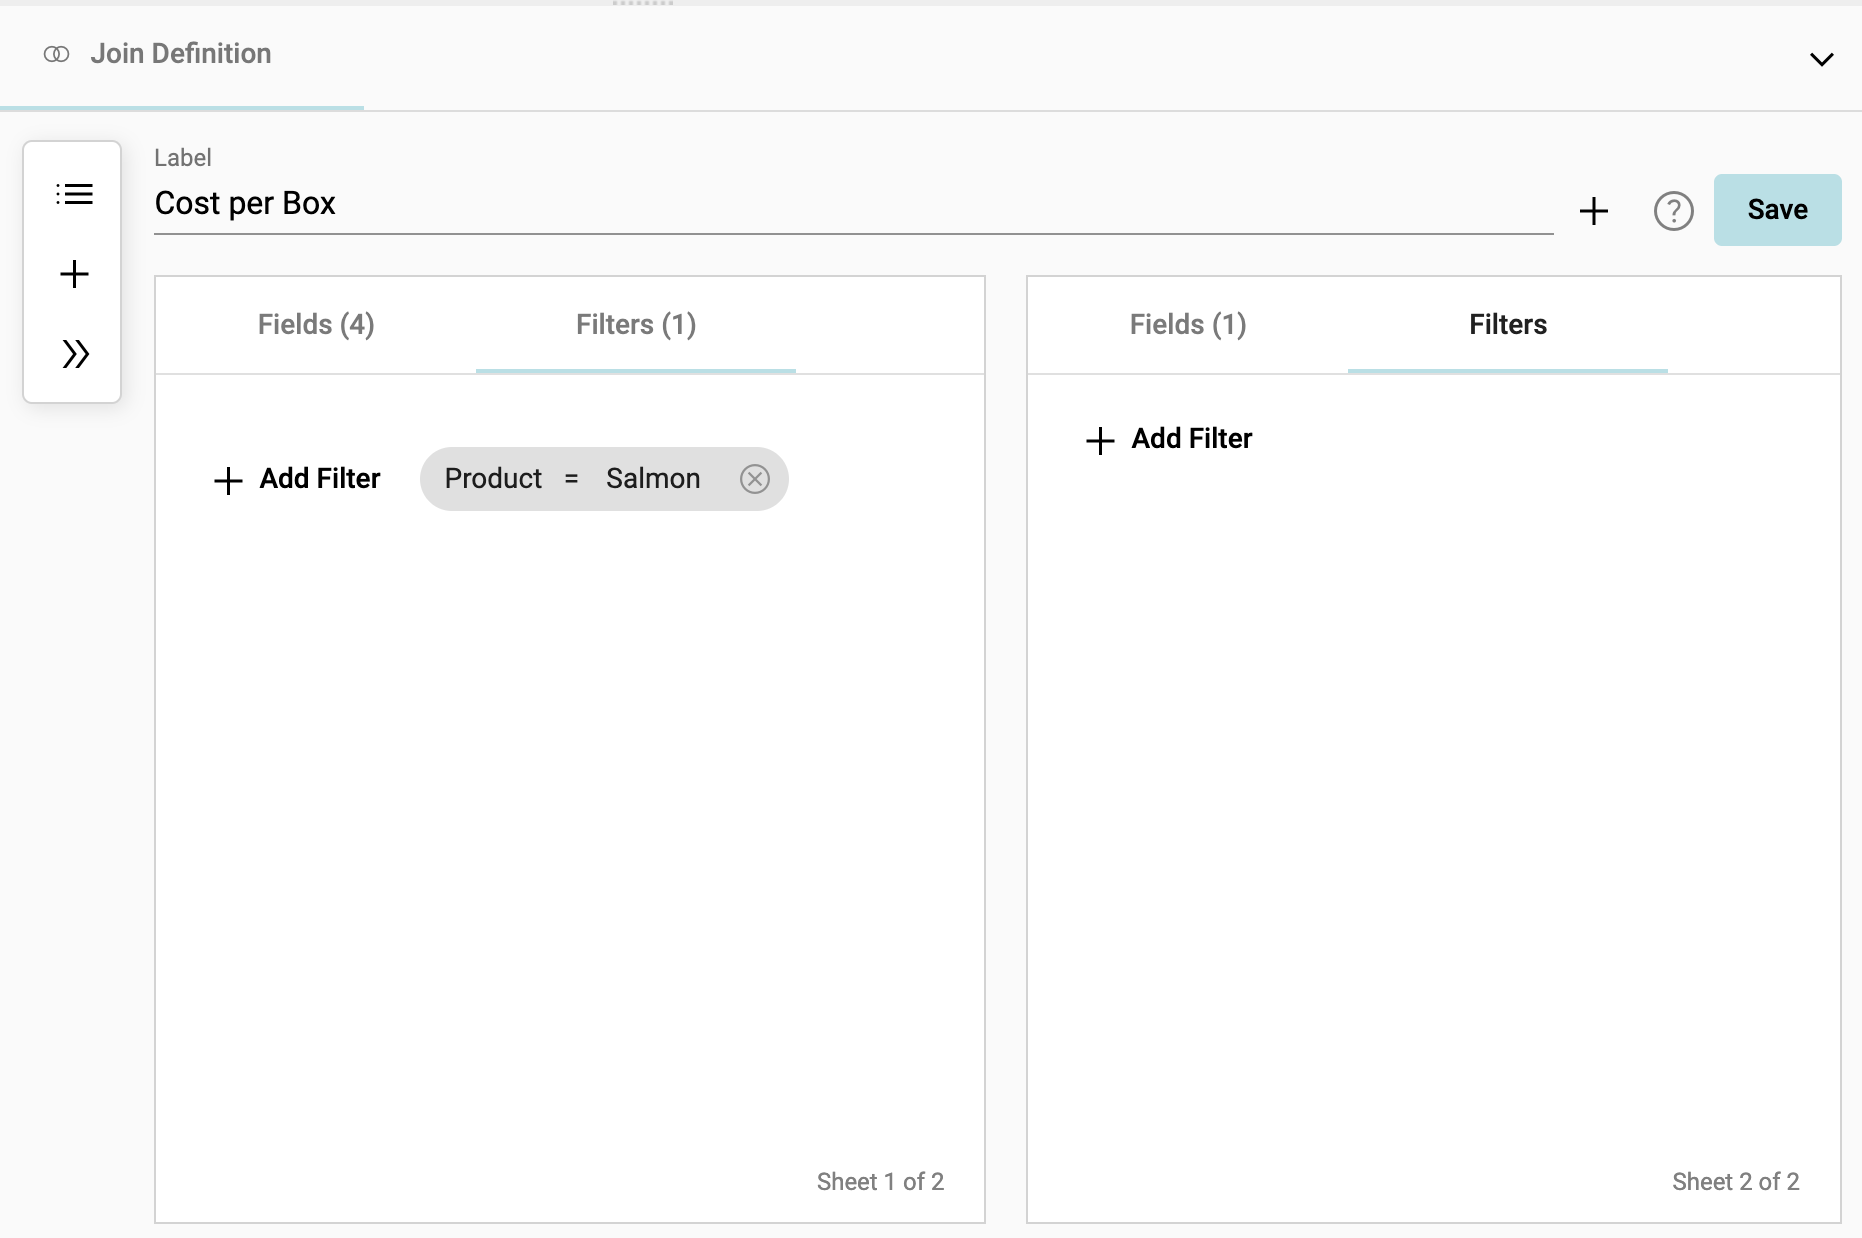 Join Definition
Label
Cost per Box
Save
Fields (4)
Filters (1)
Add Filter
Product = Salmon
Sheet 1 of 2
Fields (1)
Filters
Add Filter
Sheet 2 of 2